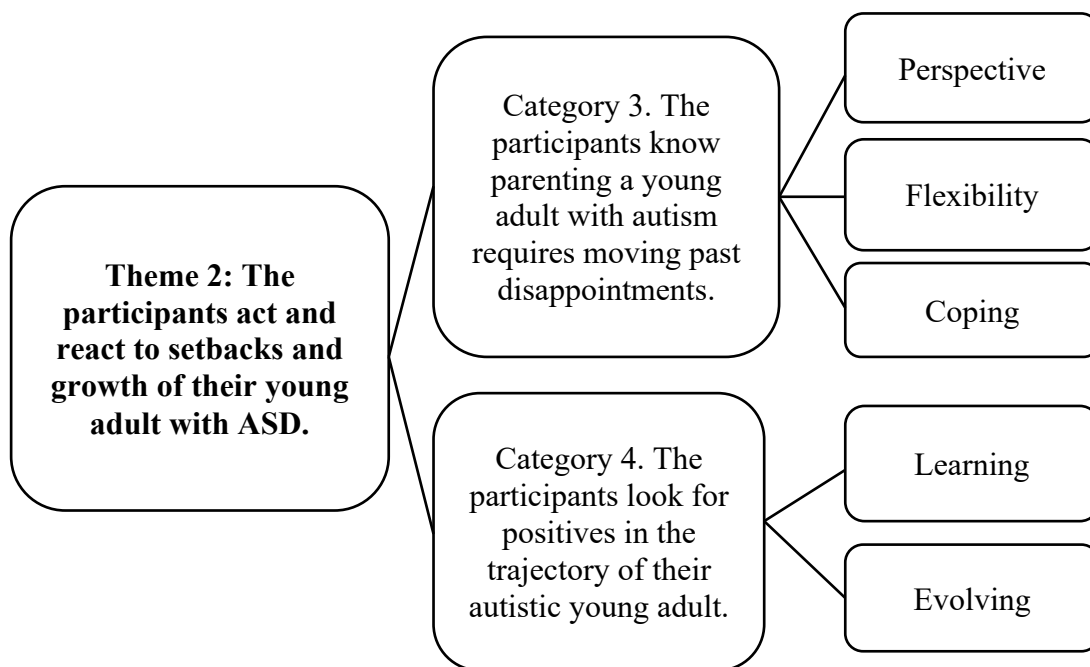 Theme 2: The
participants act and
react to setbacks and
growth of their young
adult with ASD.
Category 3. The
participants know
parenting a young
adult with autism
requires moving past
disappointments.
Perspective
Flexibility
Coping
Category 4. The
participants look for
positives in the
trajectory of their
autistic young adult.
Learning
Evolving